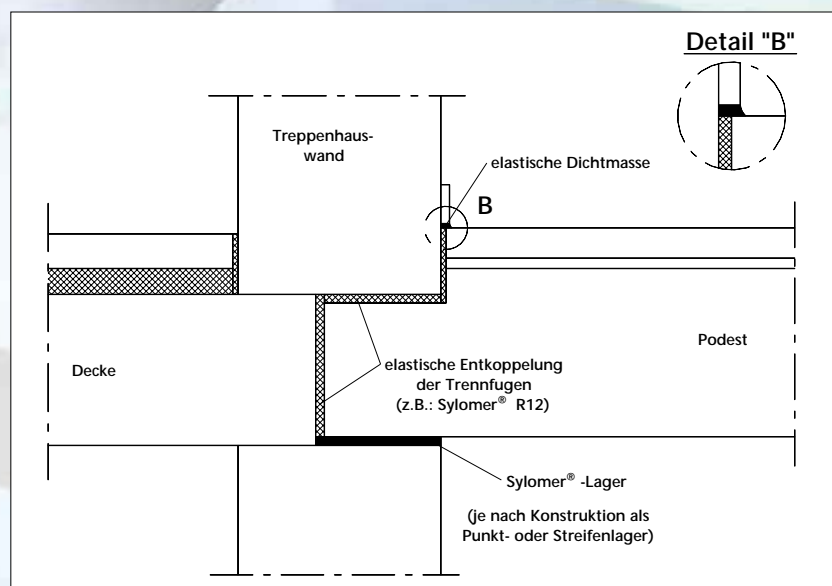 Detail "B"
Treppenhaus-
wand
elastische Dichtmasse
B
Decke
Podest
elastische Entkoppelung
der Trennfugen
(z.B.: Sylomer® R12)
Sylomer® -Lager
(je nach Konstruktion als
Punkt- oder Streifenlager)